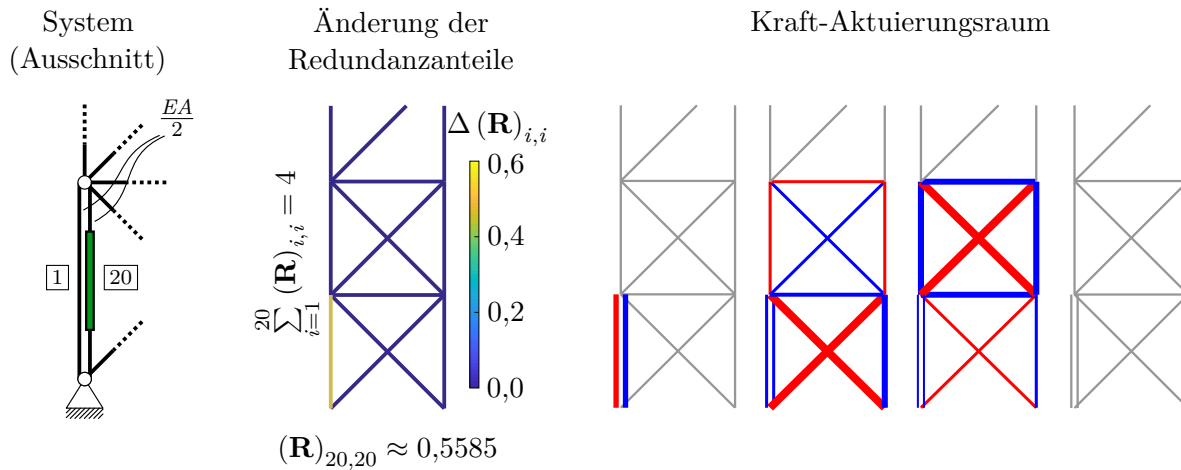 System
(Ausschnitt)
Änderung der
Redundanzanteile
Kraft-Aktuierungsraum
EA
2
1
20
20
∑ (R)i,i = 4
i=1
Δ (R)i,i
0,6
0,4
0,2
0,0
(R)20,20 ≈ 0,5585